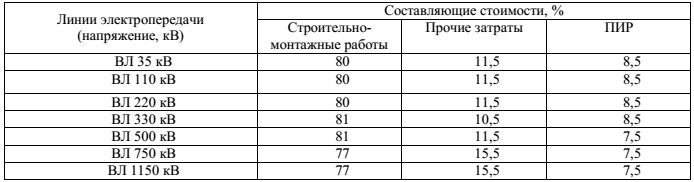 Линии электропередачи (напряжение, кВ) Составляющие стоимости, %
Строительно-монтажные работы Прочие затраты ПИР
ВЛ 35 кВ 80 11,5 8,5
ВЛ 110 кВ 80 11,5 8,5
ВЛ 220 кВ 80 11,5 8,5
ВЛ 330 кВ 81 10,5 8,5
ВЛ 500 кВ 81 11,5 7,5
ВЛ 750 кВ 77 15,5 7,5
ВЛ 1150 кВ 77 15,5 7,5